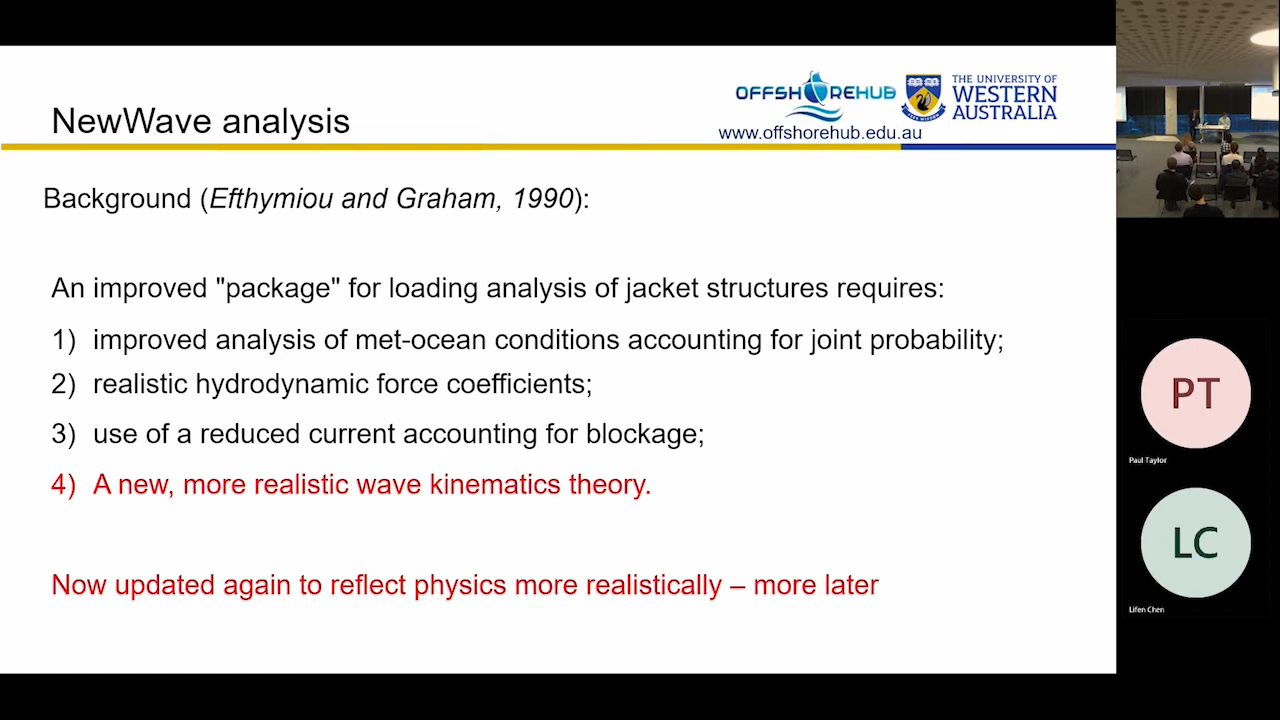 NewWave analysis
OFFSHOREHUB
www.offshorehub.edu.au
THE UNIVERSITY OF
WESTERN
AUSTRALIA
Background (Efthymiou and Graham, 1990):
An improved "package" for loading analysis of jacket structures requires:
1) improved analysis of met-ocean conditions accounting for joint probability;
2) realistic hydrodynamic force coefficients;
3) use of a reduced current accounting for blockage;
4) A new, more realistic wave kinematics theory.
Now updated again to reflect physics more realistically – more later
PT
Paul Taylor
LC
Lifen Chen